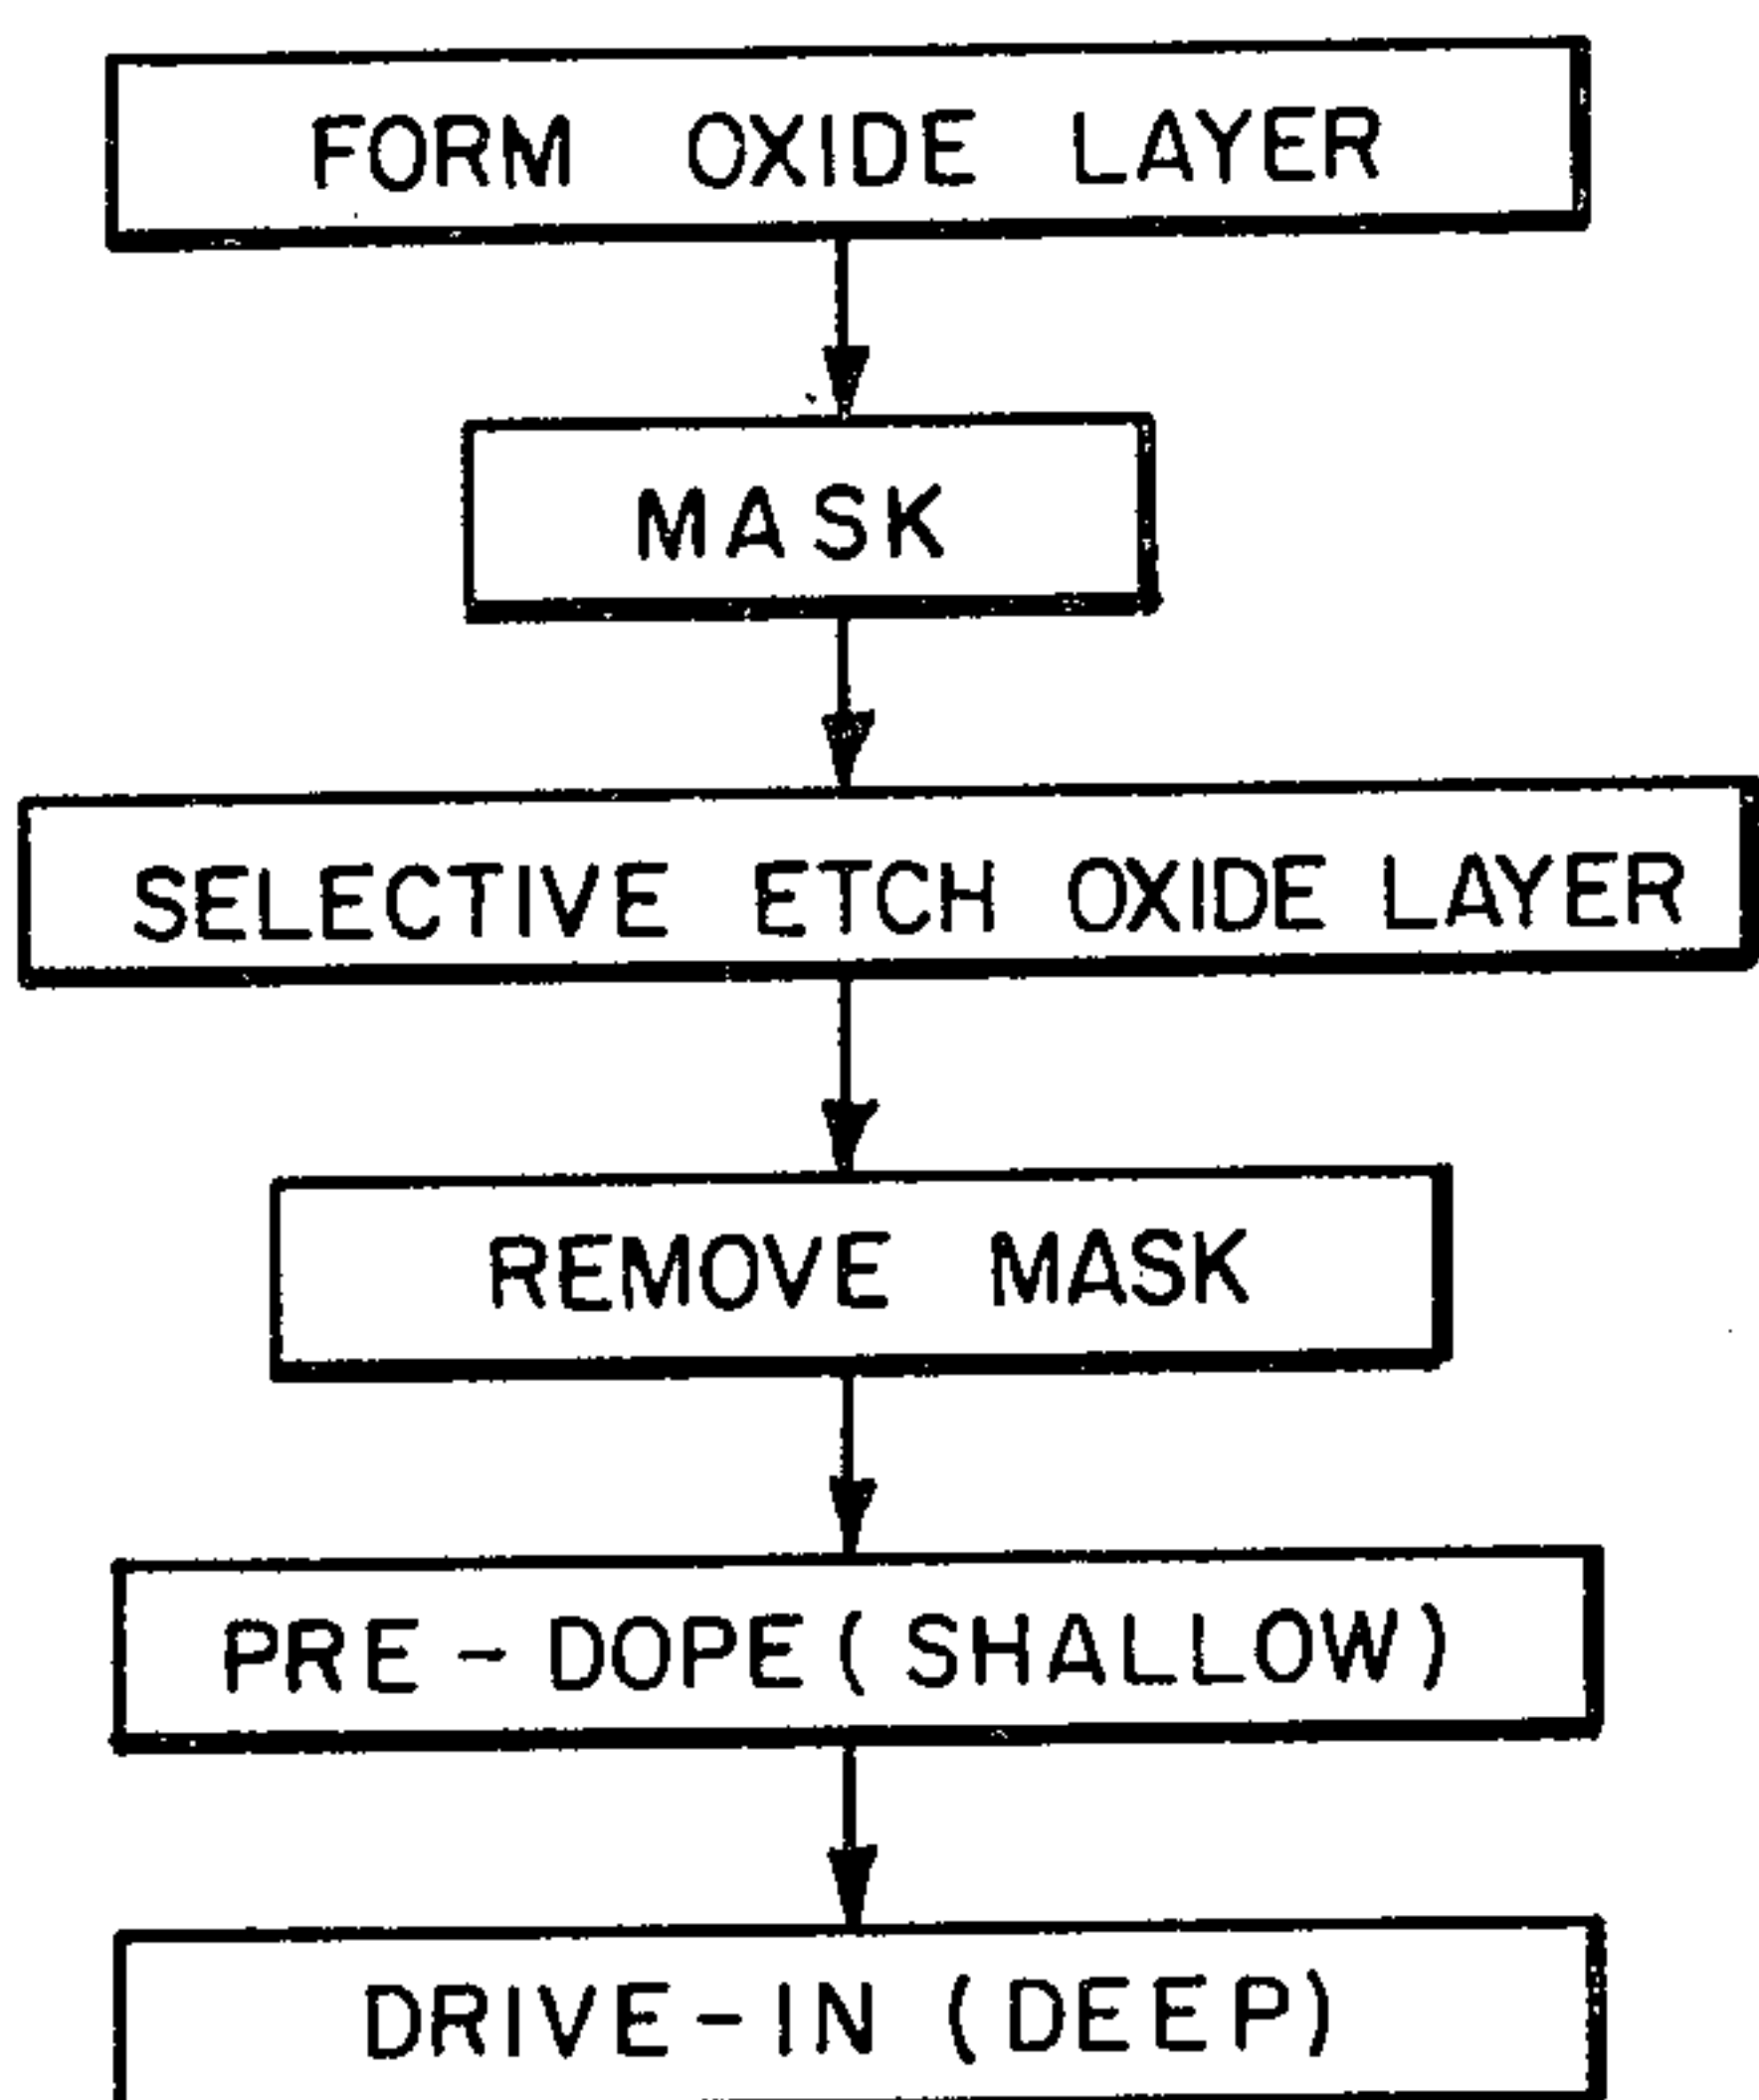 FORM OXIDE LAYER
MASK
SELECTIVE ETCH OXIDE LAYER
REMOVE MASK
PRE-DOPE (SHALLOW)
DRIVE-IN (DEEP)